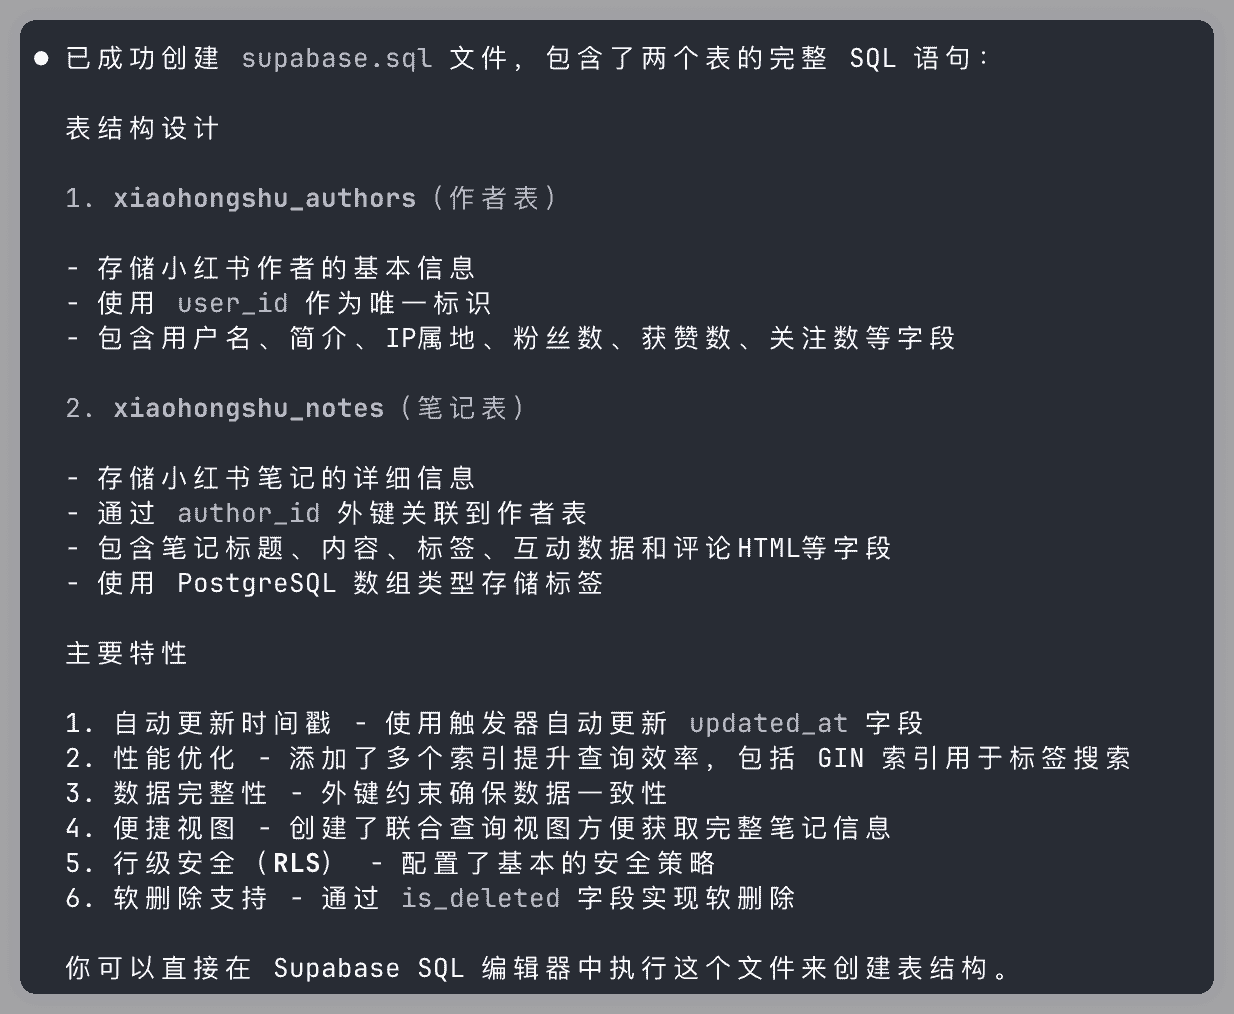 ● 已成功创建 supabase.sql 文件，包含了两个表的完整 SQL 语句：
表结构设计
1. xiaohongshu_authors（作者表）
- 存储小红书作者的基本信息
- 使用 user_id 作为唯一标识
- 包含用户名、简介、IP属地、粉丝数、获赞数、关注数等字段
2. xiaohongshu_notes（笔记表）
- 存储小红书笔记的详细信息
- 通过 author_id 外键关联到作者表
- 包含笔记标题、内容、标签、互动数据和评论HTML等字段
- 使用 PostgreSQL 数组类型存储标签
主要特性
1. 自动更新时间戳 - 使用触发器自动更新 updated_at 字段
2. 性能优化 - 添加了多个索引提升查询效率，包括 GIN 索引用于标签搜索
3. 数据完整性 - 外键约束确保数据一致性
4. 便捷视图 - 创建了联合查询视图方便获取完整笔记信息
5. 行级安全（RLS） - 配置了基本的安全策略
6. 软删除支持 - 通过 is_deleted 字段实现软删除
你可以直接在 Supabase SQL 编辑器中执行这个文件来创建表结构。